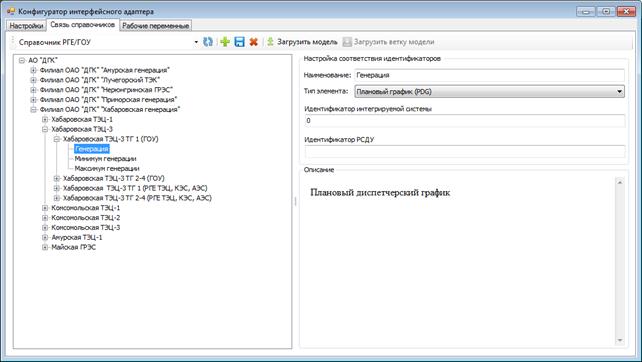 Конфигуратор интерфейсного адаптера
Настройки Связь справочников Рабочие переменные
Справочник РГЕ/ГОУ Загрузить модель Загрузить ветку модели
АО "ДГК"
Филиал ОАО "ДГК" "Амурская генерация"
Филиал ОАО "ДГК" "Лучегорский ТЭК"
Филиал ОАО "ДГК" "Нерюнгринская ГРЭС"
Филиал ОАО "ДГК" "Приморская генерация"
Филиал ОАО "ДГК" "Хабаровская генерация"
Хабаровская ТЭЦ-1
Хабаровская ТЭЦ-3
Хабаровская ТЭЦ-3 ТГ 1 (ГОУ)
Генерация
Минимум генерации
Максимум генерации
Хабаровская ТЭЦ-3 ТГ 2-4 (ГОУ)
Хабаровская ТЭЦ-3 ТГ 1 (РГЕ ТЭЦ, КЭС, АЭС)
Хабаровская ТЭЦ-3 ТГ 2-4 (РГЕ ТЭЦ, КЭС, АЭС)
Комсомольская ТЭЦ-1
Комсомольская ТЭЦ-2
Комсомольская ТЭЦ-3
Амурская ТЭЦ-1
Майская ГРЭС
Настройка соответствия идентификаторов
Наименование: Генерация
Тип элемента: Плановый график (PDG)
Идентификатор интегрируемой системы
0
Идентификатор РСДУ
Описание
Плановый диспетчерский график